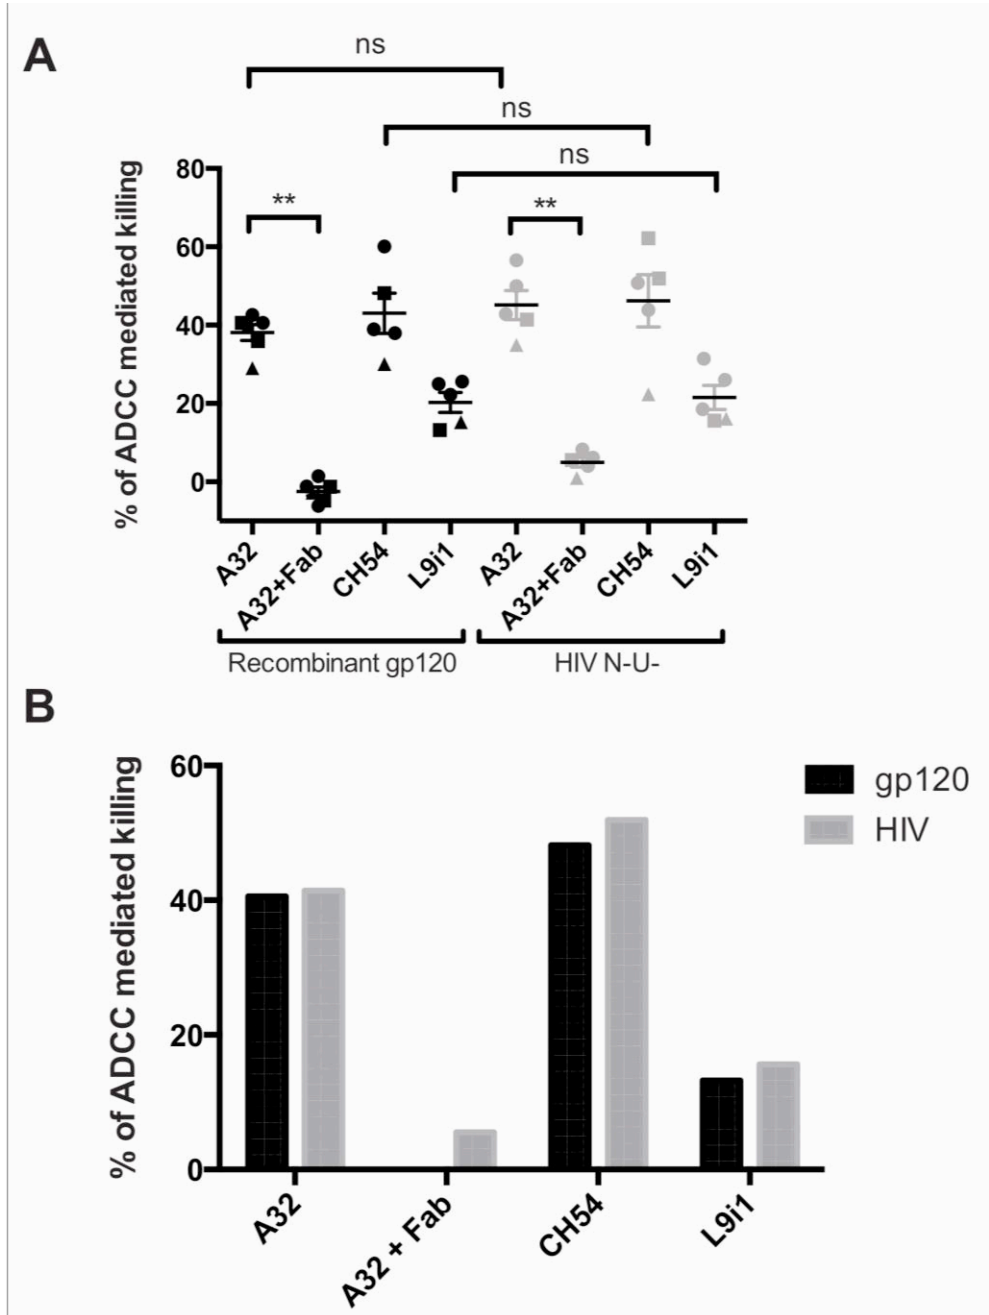 A
ns
ns
ns
80
60
40
20
0
% of ADCC mediated killing
**
**
A32
A32+Fab
CH54
L9i1
A32
A32+Fab
CH54
L9i1
Recombinant gp120
HIV N-U-
B
60
40
20
0
% of ADCC mediated killing
gp120
HIV
A32
A32 + Fab
CH54
L9i1